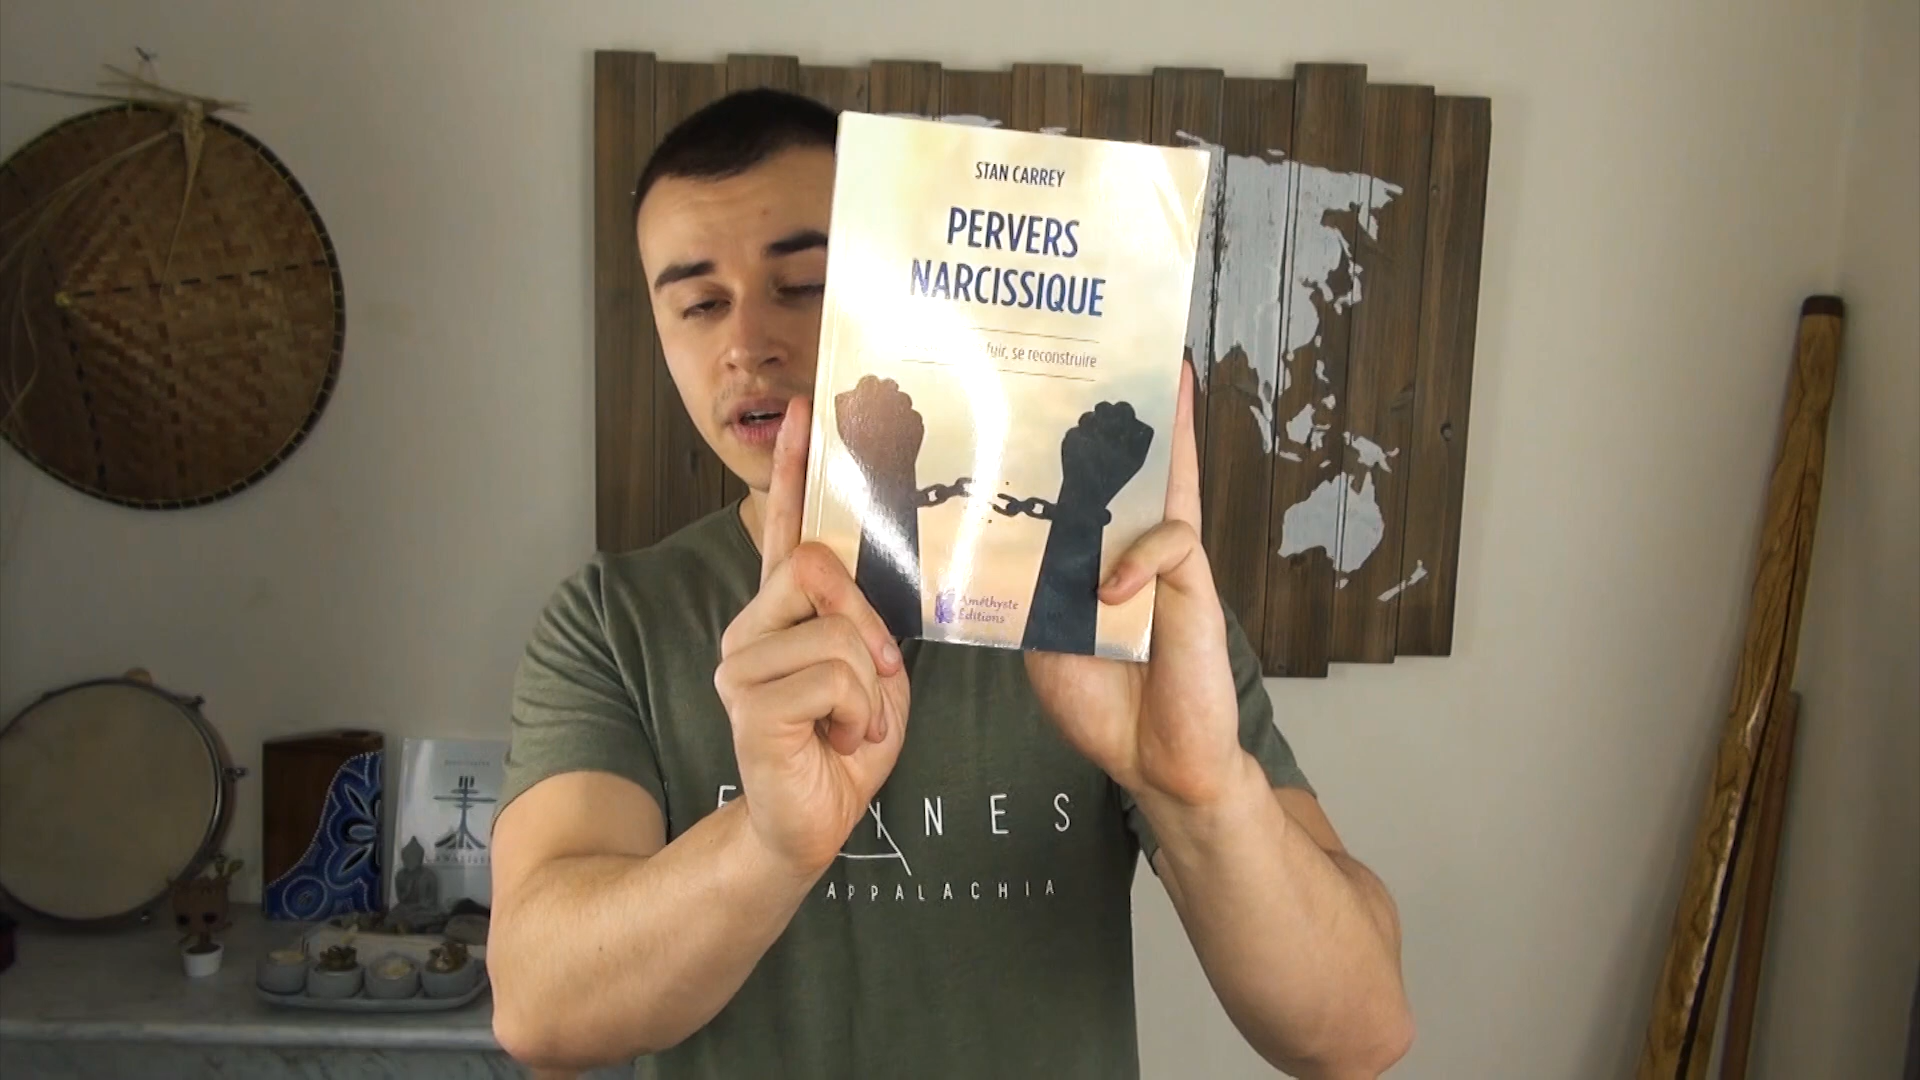 STAN CARREY
PERVERS
NARCISSIQUE
fuir, se reconstruire
Améthyste
Éditions
NES
APPALACHIA